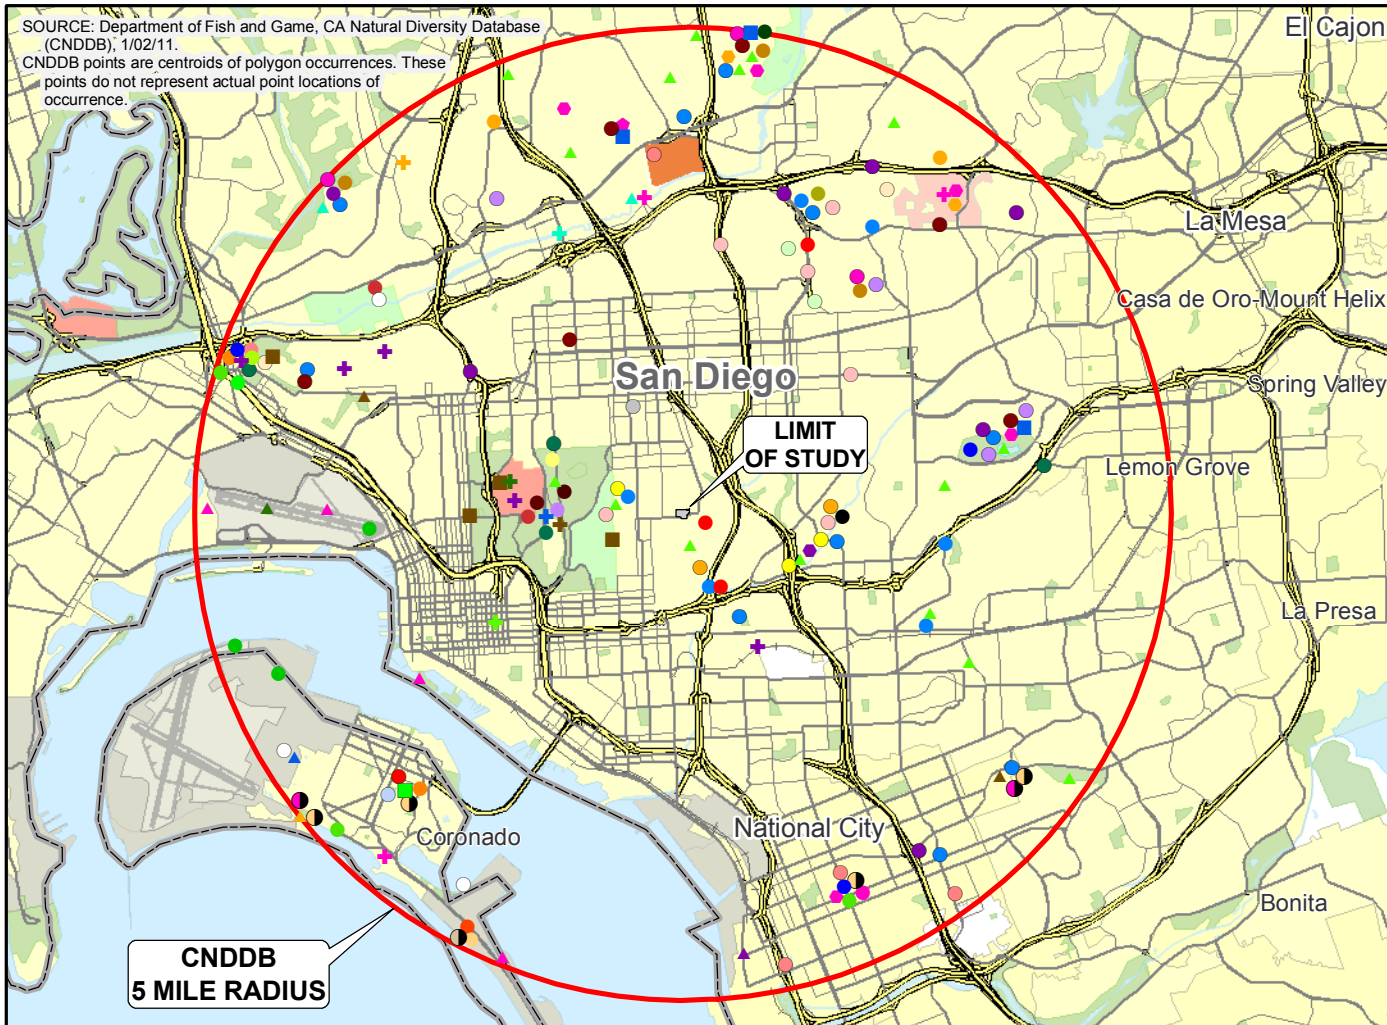 SOURCE: Department of Fish and Game, CA Natural Diversity Database
(CNDDB), 1/02/11.
CNDDB points are centroids of polygon occurrences. These
points do not represent actual point locations of
occurrence.
El Cajon
La Mesa
Casa de Oro-Mount Helix
San Diego
Spring Valley
LIMIT
OF STUDY
Lemon Grove
La Presa
National City
Coronado
Bonita
CNDDB
5 MILE RADIUS